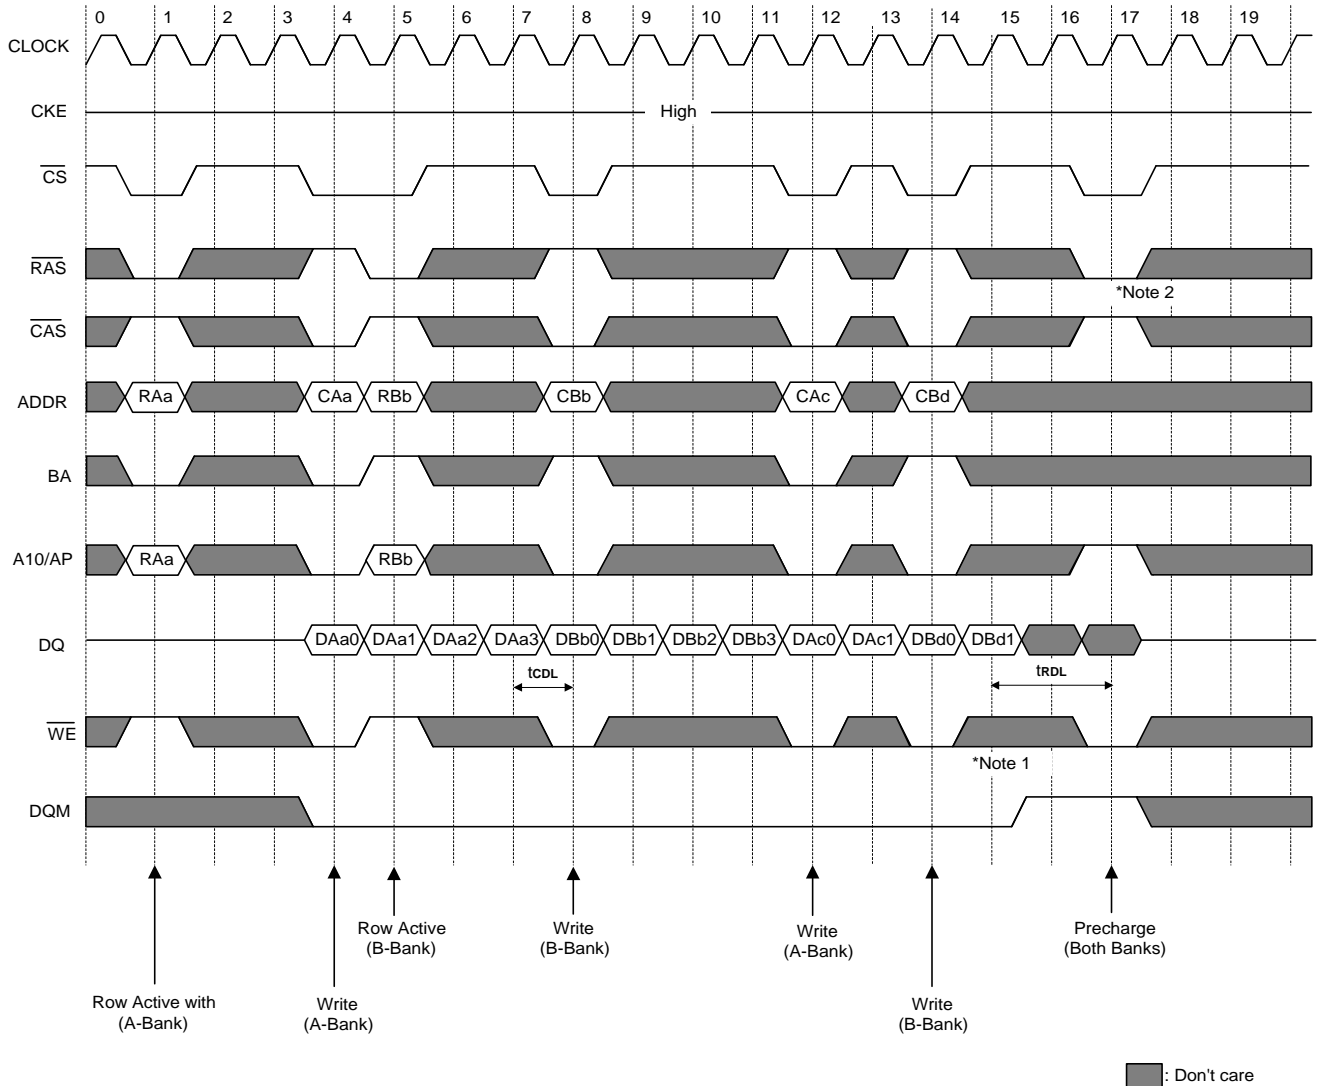 0 1 2 3 4 5 6 7 8 9 10 11 12 13 14 15 16 17 18 19
CLOCK
CKE High
CS
RAS
*Note 2
CAS
ADDR RAa CAa RBb CBb CAc CBd
BA
A10/AP RAa RBb
DQ DAa0 DAa1 DAa2 DAa3 DBb0 DBb1 DBb2 DBb3 DAc0 DAc1 DBd0 DBd1
tCDL tRDL
WE
*Note 1
DQM
Row Active
(B-Bank)
Write
(B-Bank)
Write
(A-Bank)
Precharge
(Both Banks)
Row Active with
(A-Bank)
Write
(A-Bank)
Write
(B-Bank)
: Don't care